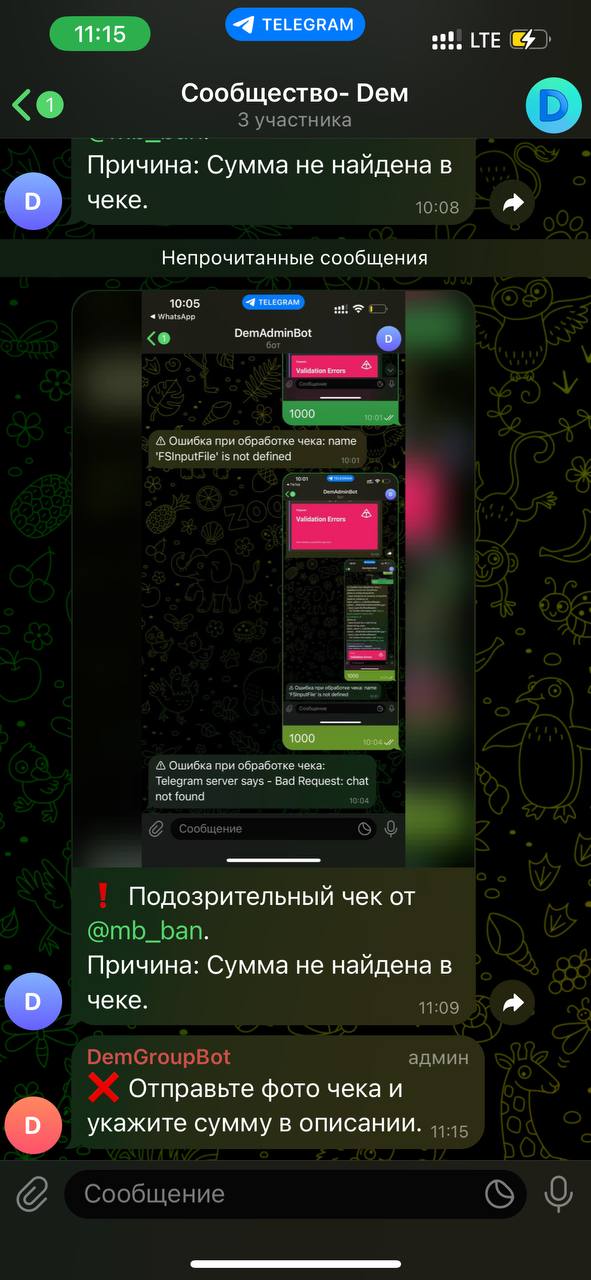 11:15
TELEGRAM
LTE
1
Сообщество- Dем
3 участника
D
Причина: Сумма не найдена в
чеке.
10:08
D
Непрочитанные сообщения
10:05
TELEGRAM
WhatsApp
1
DemAdminBot
бот
D
Validation Errors
Сообщение
1000
10:01
⚠ Ошибка при обработке чека: name
'FSInputFile' is not defined
10:01
10:01
DemAdminBot
Validation Errors
1000
⚠ Ошибка при обработке чека: name
'FSInputFile' is not defined
Сообщение
1000
10:04
⚠ Ошибка при обработке чека:
Telegram server says - Bad Request: chat
not found
10:04
Сообщение
❗ Подозрительный чек от
@mb_ban.
Причина: Сумма не найдена в
чеке.
11:09
D
DemGroupBot
админ
❌ Отправьте фото чека и
укажите сумму в описании.
11:15
D
Сообщение